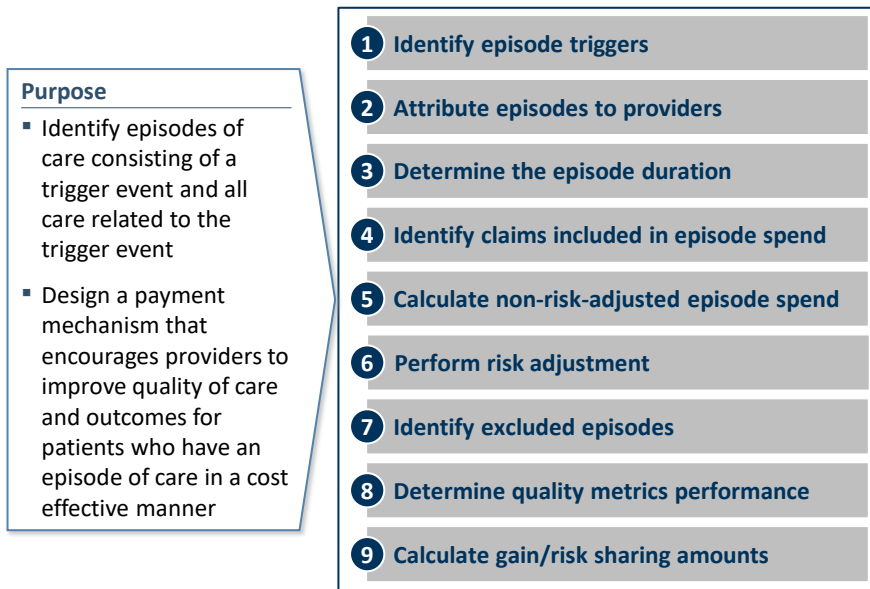 Purpose
▪ Identify episodes of
care consisting of a
trigger event and all
care related to the
trigger event
▪ Design a payment
mechanism that
encourages providers to
improve quality of care
and outcomes for
patients who have an
episode of care in a cost
effective manner
1 Identify episode triggers
2 Attribute episodes to providers
3 Determine the episode duration
4 Identify claims included in episode spend
5 Calculate non-risk-adjusted episode spend
6 Perform risk adjustment
7 Identify excluded episodes
8 Determine quality metrics performance
9 Calculate gain/risk sharing amounts